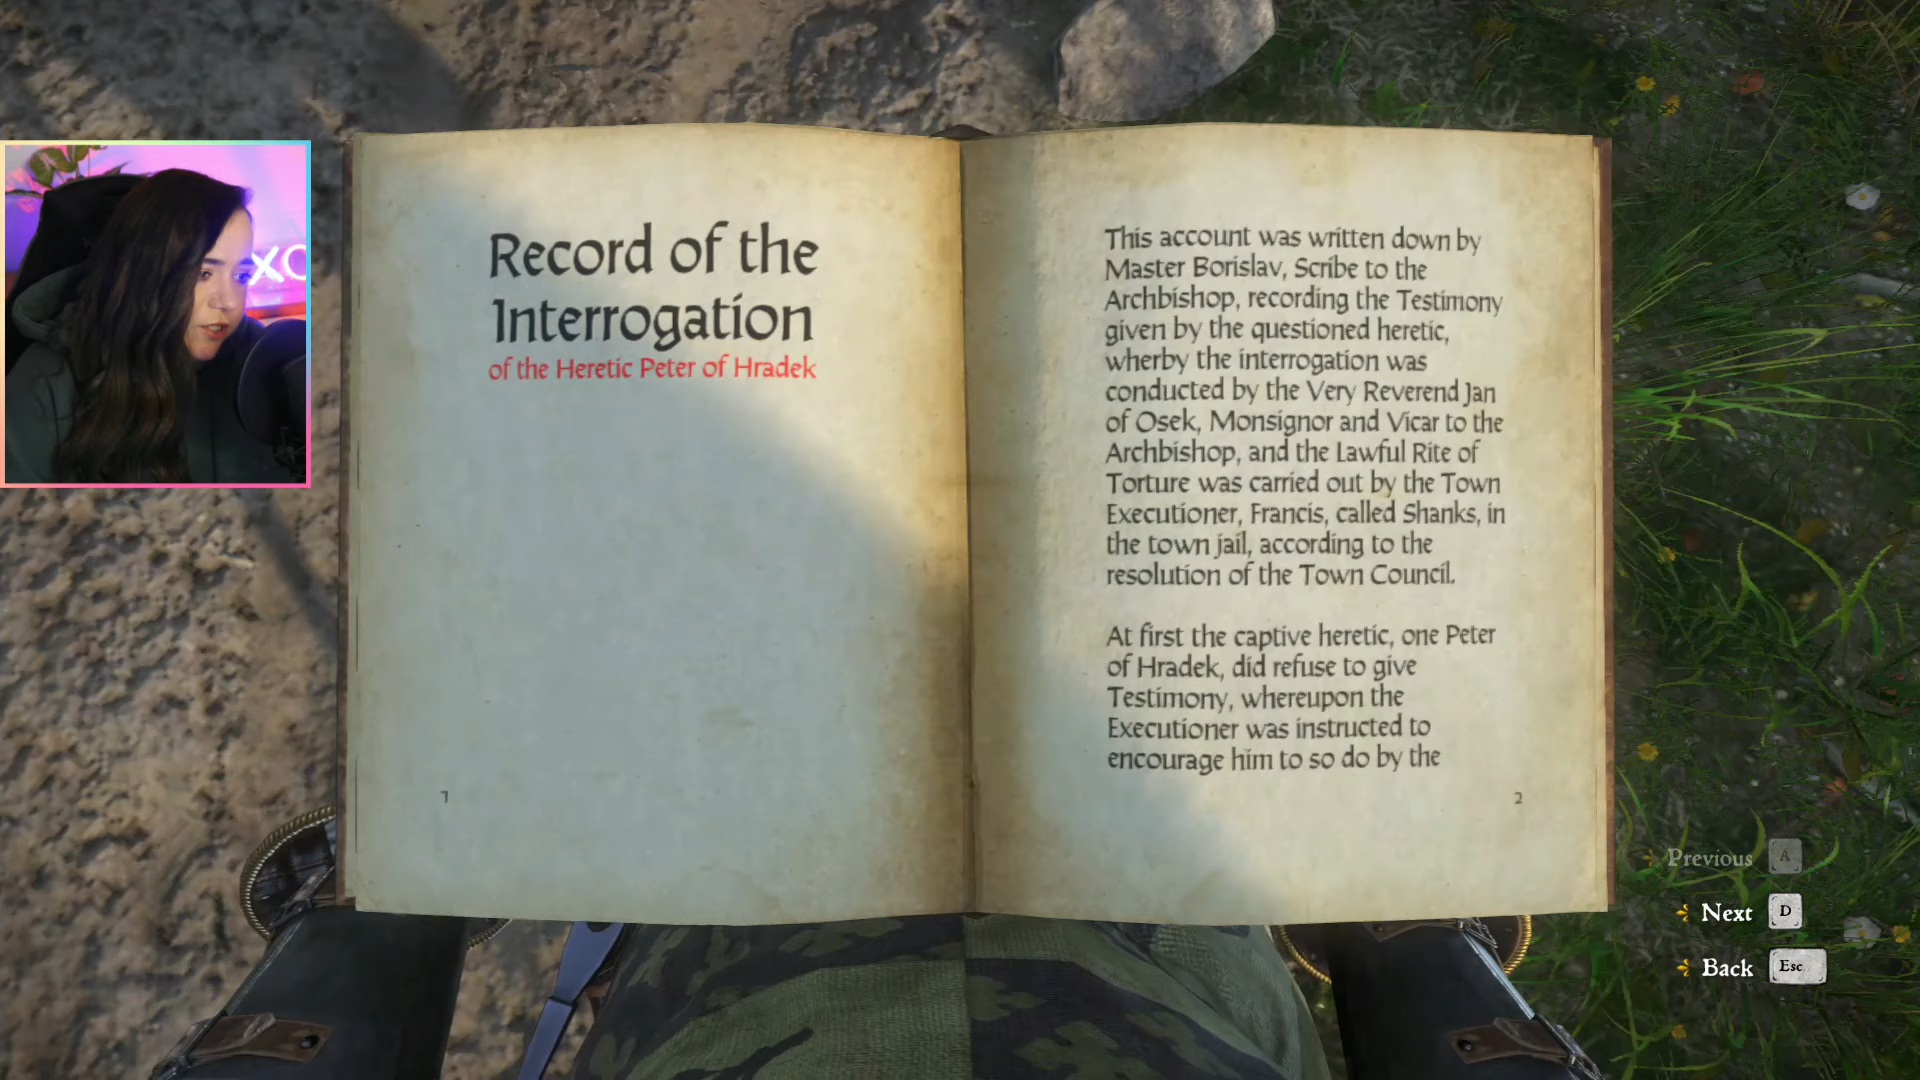 Record of the
Interrogation
of the Heretic Peter of Hradek
1
This account was written down by
Master Borislav, Scribe to the
Archbishop, recording the Testimony
given by the questioned heretic,
wherby the interrogation was
conducted by the Very Reverend Jan
of Osek, Monsignor and Vicar to the
Archbishop, and the Lawful Rite of
Torture was carried out by the Town
Executioner, Francis, called Shanks, in
the town jail, according to the
resolution of the Town Council.
At first the captive heretic, one Peter
of Hradek, did refuse to give
Testimony, whereupon the
Executioner was instructed to
encourage him to so do by the
2
XO
Previous A
Next D
Back Esc